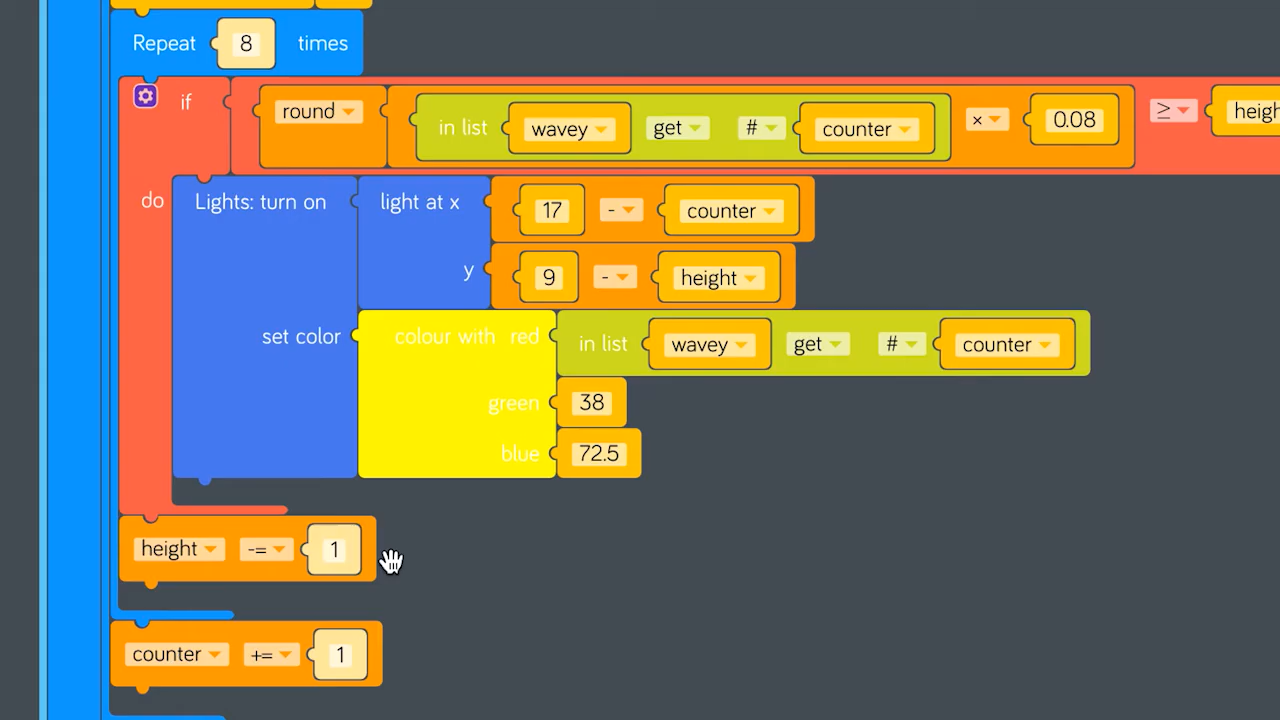 Repeat 8 times
if round in list wavey get # counter × 0.08 ≥
do Lights: turn on light at x 17 - counter
y 9 - height
set color colour with red in list wavey get # counter
green 38
blue 72.5
height -= 1
counter += 1